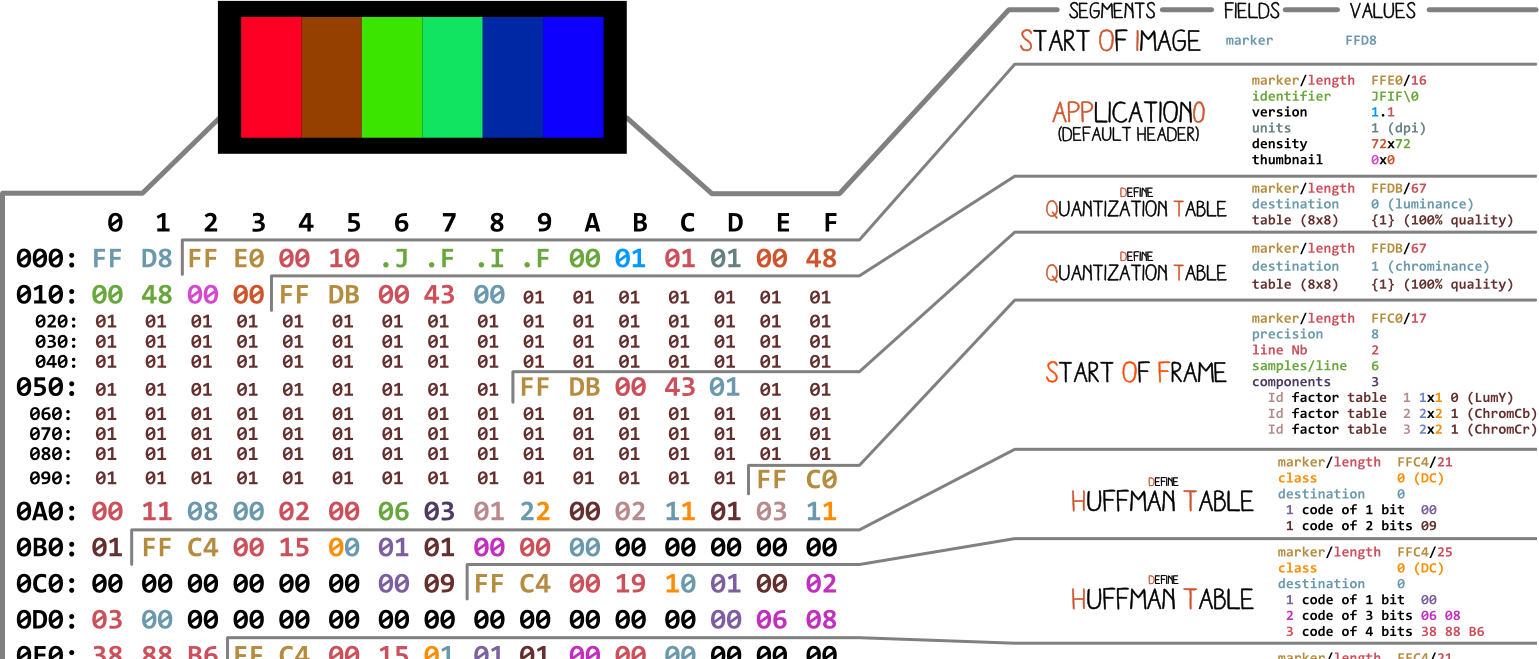 SEGMENTS FIELDS VALUES
START OF IMAGE marker FFD8
APPLICATION0
(DEFAULT HEADER)
marker/length FFE0/16
identifier JFIF\0
version 1.1
units 1 (dpi)
density 72x72
thumbnail 0x0
DEFINE
QUANTIZATION TABLE
marker/length FFDB/67
destination 0 (luminance)
table (8x8) {1} (100% quality)
DEFINE
QUANTIZATION TABLE
marker/length FFDB/67
destination 1 (chrominance)
table (8x8) {1} (100% quality)
START OF FRAME
marker/length FFC0/17
precision 8
line Nb 2
samples/line 6
components 3
Id factor table 1 1x1 0 (LumY)
Id factor table 2 2x2 1 (ChromCb)
Id factor table 3 2x2 1 (ChromCr)
DEFINE
HUFFMAN TABLE
marker/length FFC4/21
class 0 (DC)
destination 0
1 code of 1 bit 00
1 code of 2 bits 09
DEFINE
HUFFMAN TABLE
marker/length FFC4/25
class 0 (DC)
destination 0
1 code of 1 bit 00
2 code of 3 bits 06 08
3 code of 4 bits 38 88 B6
marker/length FFC4/21
0 1 2 3 4 5 6 7 8 9 A B C D E F
000: FF D8 FF E0 00 10 .J .F .I .F 00 01 01 01 00 48
010: 00 48 00 00 FF DB 00 43 00 01 01 01 01 01 01 01
020: 01 01 01 01 01 01 01 01 01 01 01 01 01 01 01 01
030: 01 01 01 01 01 01 01 01 01 01 01 01 01 01 01 01
040: 01 01 01 01 01 01 01 01 01 01 01 01 01 01 01 01
050: 01 01 01 01 01 01 01 01 01 FF DB 00 43 01 01 01
060: 01 01 01 01 01 01 01 01 01 01 01 01 01 01 01 01
070: 01 01 01 01 01 01 01 01 01 01 01 01 01 01 01 01
080: 01 01 01 01 01 01 01 01 01 01 01 01 01 01 01 01
090: 01 01 01 01 01 01 01 01 01 01 01 01 01 01 FF C0
0A0: 00 11 08 00 02 00 06 03 01 22 00 02 11 01 03 11
0B0: 01 FF C4 00 15 00 01 01 00 00 00 00 00 00 00 00
0C0: 00 00 00 00 00 00 00 09 FF C4 00 19 10 01 00 02
0D0: 03 00 00 00 00 00 00 00 00 00 00 00 00 00 06 08
0E0: 38 88 B6 FF C4 00 15 01 01 01 00 00 00 00 00 00